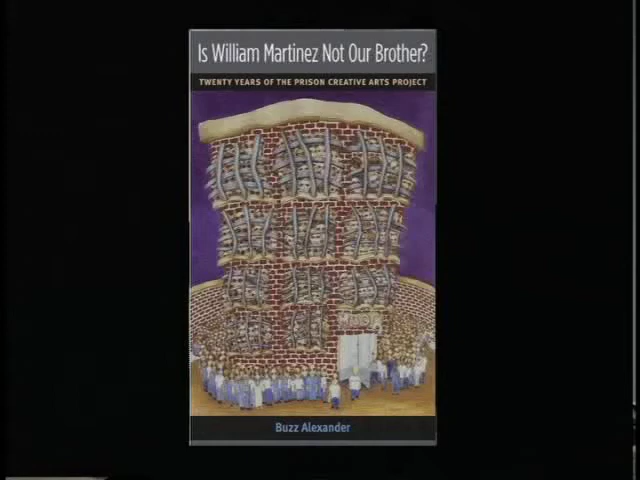 Is William Martinez Not Our Brother?
TWENTY YEARS OF THE PRISON CREATIVE ARTS PROJECT
Buzz Alexander